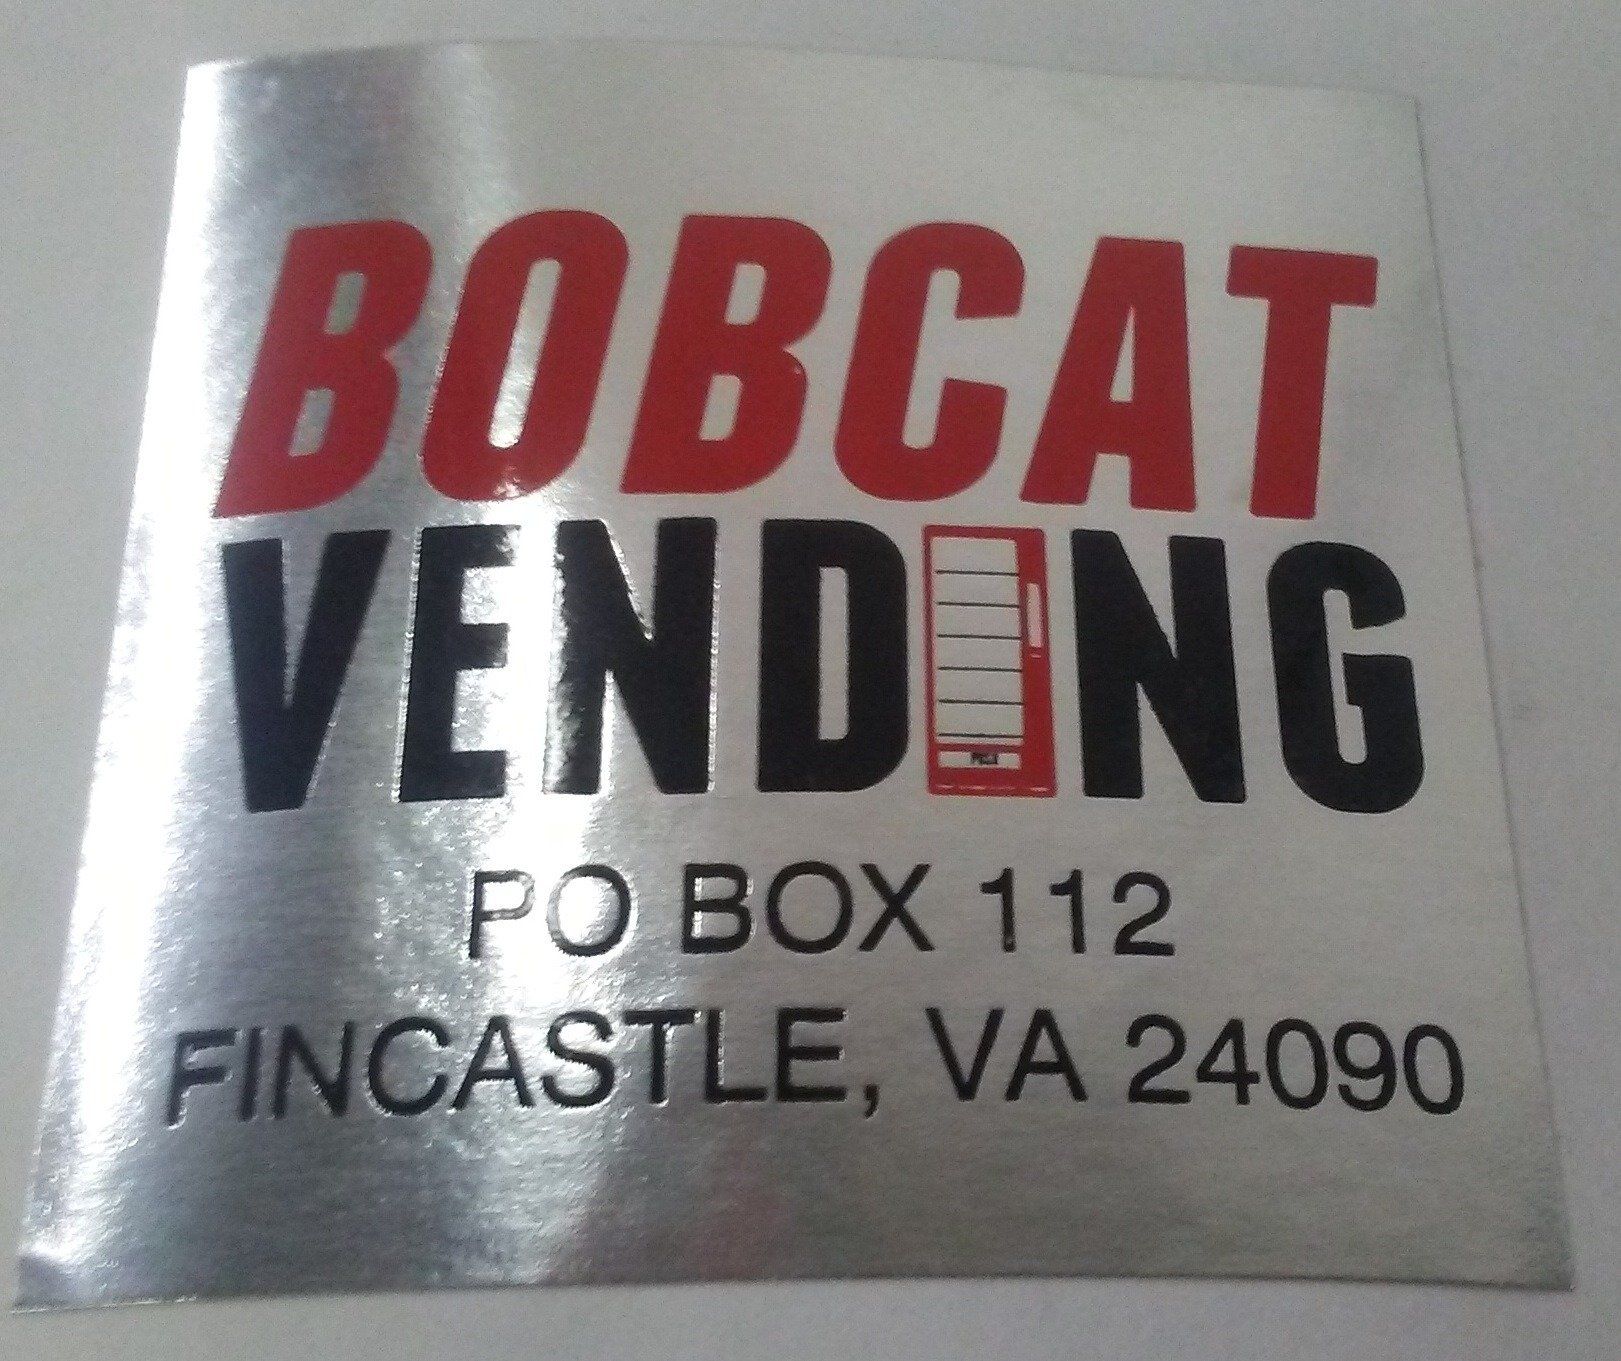 BOBCAT
VENDING
PO BOX 112
FINCASTLE, VA 24090